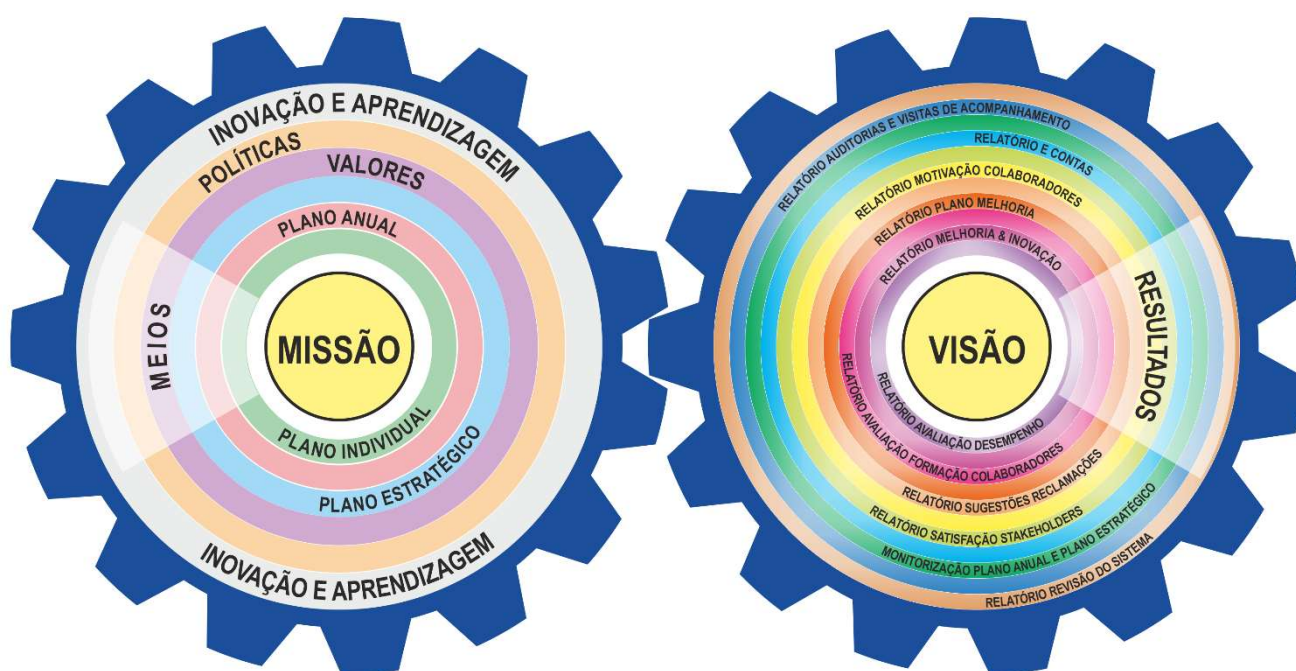 INOVAÇÃO E APRENDIZAGEM
POLÍTICAS
VALORES
PLANO ANUAL
MEIOS
MISSÃO
PLANO INDIVIDUAL
PLANO ESTRATÉGICO
INOVAÇÃO E APRENDIZAGEM
RELATÓRIO AUDITORIAS E VISITAS DE ACOMPANHAMENTO
RELATÓRIO E CONTAS
RELATÓRIO MOTIVAÇÃO COLABORADORES
RELATÓRIO PLANO MELHORIA
RELATÓRIO MELHORIA & INOVAÇÃO
VISÃO
RESULTADOS
RELATÓRIO AVALIAÇÃO DESEMPENHO
RELATÓRIO AVALIAÇÃO FORMAÇÃO COLABORADORES
RELATÓRIO SUGESTÕES RECLAMAÇÕES
RELATÓRIO SATISFAÇÃO STAKEHOLDERS
MONITORIZAÇÃO PLANO ANUAL E PLANO ESTRATÉGICO
RELATÓRIO REVISÃO DO SISTEMA